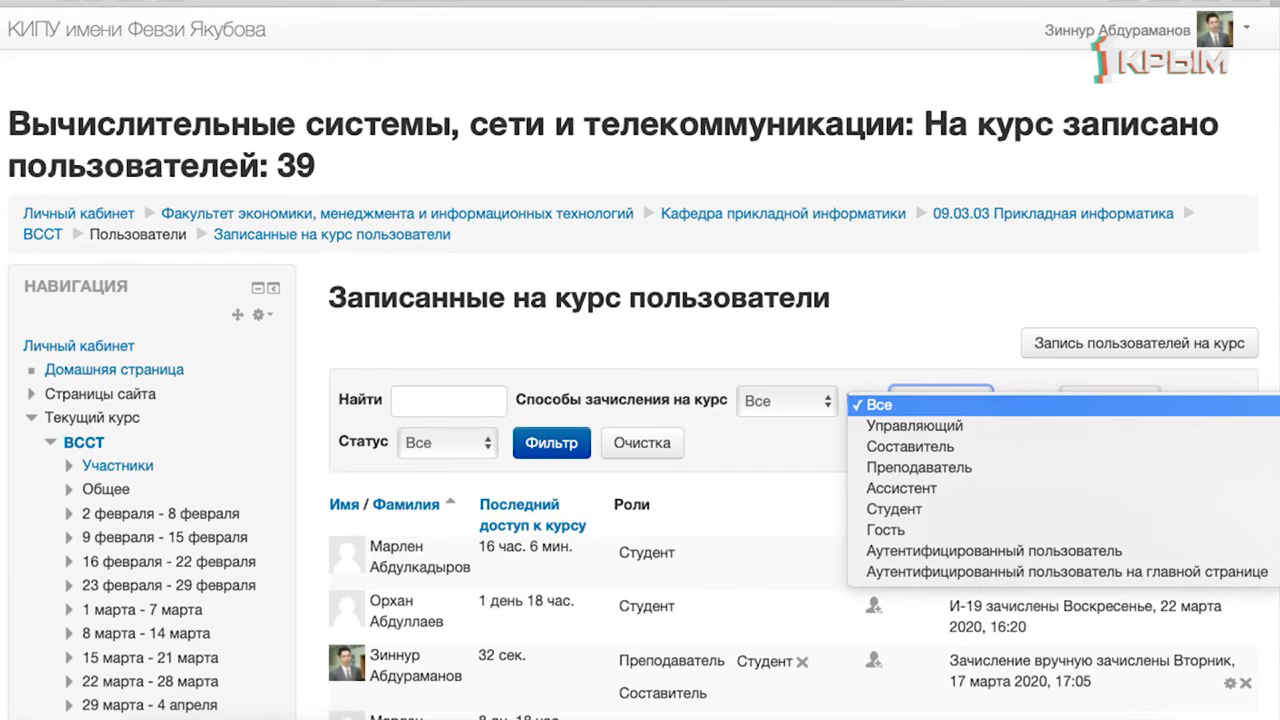 КИПУ имени Февзи Якубова
Зиннур Абдураманов
КРЫМ
Вычислительные системы, сети и телекоммуникации: На курс записано
пользователей: 39
Личный кабинет Факультет экономики, менеджмента и информационных технологий Кафедра прикладной информатики 09.03.03 Прикладная информатика
ВССТ Пользователи Записанные на курс пользователи
НАВИГАЦИЯ
Личный кабинет
Домашняя страница
Страницы сайта
Текущий курс
ВССТ
Участники
Общее
2 февраля - 8 февраля
9 февраля - 15 февраля
16 февраля - 22 февраля
23 февраля - 29 февраля
1 марта - 7 марта
8 марта - 14 марта
15 марта - 21 марта
22 марта - 28 марта
29 марта - 4 апреля
Записанные на курс пользователи
Запись пользователей на курс
Найти Способы зачисления на курс Все
Статус Все Фильтр Очистка
✓ Все
Управляющий
Составитель
Преподаватель
Ассистент
Студент
Гость
Аутентифицированный пользователь
Аутентифицированный пользователь на главной странице
Имя / Фамилия Последний Роли
доступ к курсу
Марлен 16 час. 6 мин. Студент
Абдулкадыров
Орхан 1 день 18 час. Студент И-19 зачислены Воскресенье, 22 марта
Абдуллаев 2020, 16:20
Зиннур 32 сек. Преподаватель Студент Зачисление вручную зачислены Вторник,
Абдураманов 17 марта 2020, 17:05
Составитель